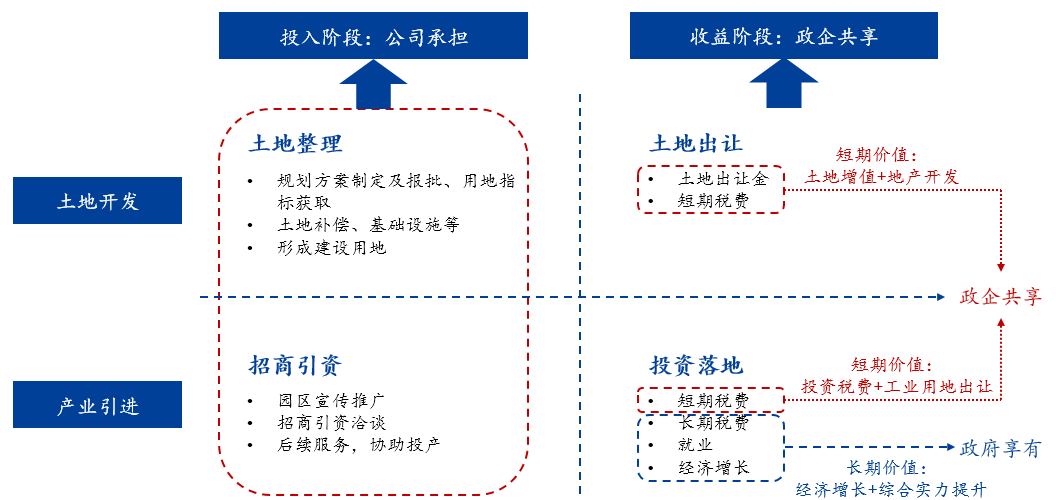 投入阶段：公司承担
收益阶段：政企共享
土地开发
土地整理
• 规划方案制定及报批、用地指
标获取
• 土地补偿、基础设施等
• 形成建设用地
土地出让
• 土地出让金
• 短期税费
短期价值：
土地增值+地产开发
政企共享
产业引进
招商引资
• 园区宣传推广
• 招商引资洽谈
• 后续服务，协助投产
投资落地
• 短期税费
• 长期税费
• 就业
• 经济增长
短期价值：
投资税费+工业用地出让
政府享有
长期价值：
经济增长+综合实力提升